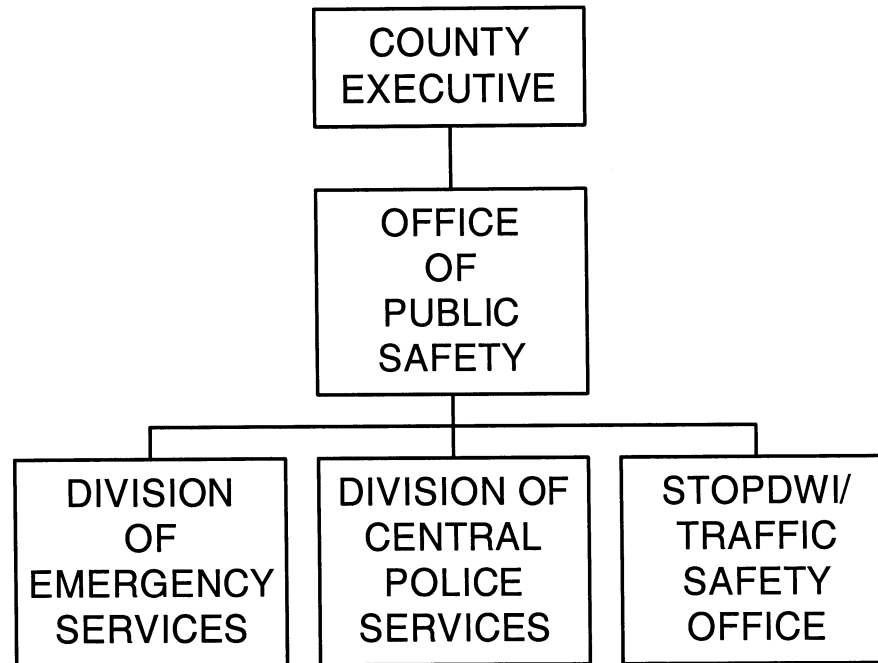 COUNTY
EXECUTIVE
OFFICE
OF
PUBLIC
SAFETY
DIVISION
OF
EMERGENCY
SERVICES
DIVISION OF
CENTRAL
POLICE
SERVICES
STOPDWI/
TRAFFIC
SAFETY
OFFICE